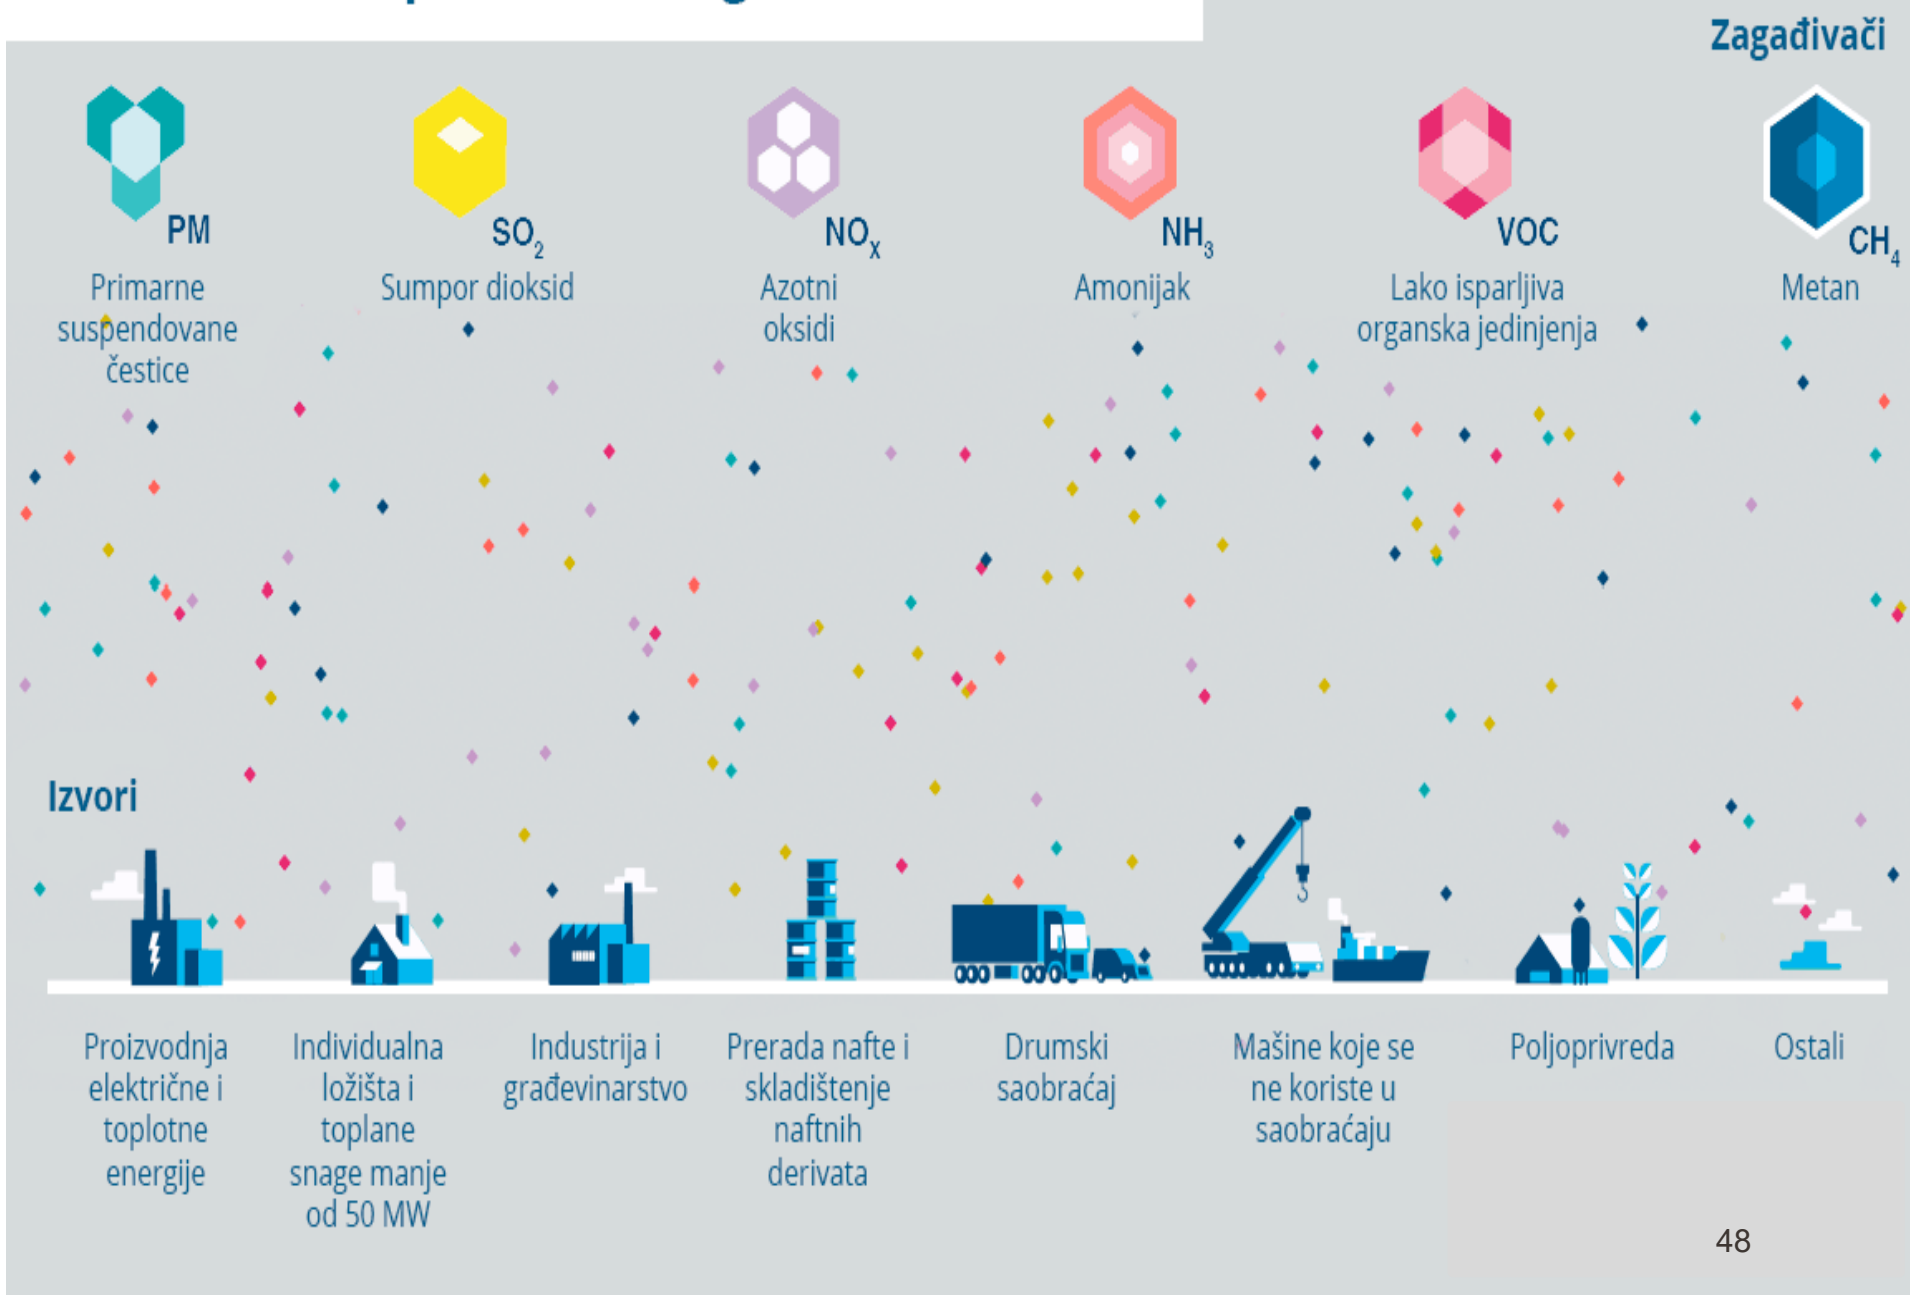 Zagađivači
PM
SO2
NOX
NH3
VOC
CH4
Primarne
suspendovane
čestice
Sumpor dioksid
Azotni
oksidi
Amonijak
Lako isparljiva
organska jedinjenja
Metan
Izvori
Proizvodnja
električne i
toplotne
energije
Individualna
ložišta i
toplane
snage manje
od 50 MW
Industrija i
građevinarstvo
Prerada nafte i
skladištenje
naftnih
derivata
Drumski
saobraćaj
Mašine koje se
ne koriste u
saobraćaju
Poljoprivreda
Ostali
48